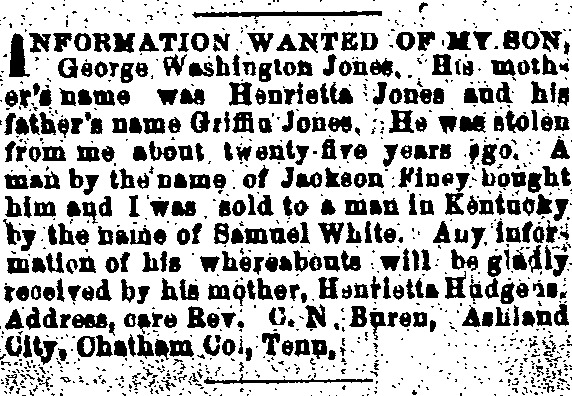 INFORMATION WANTED OF MY SON,
George Washington Jones. His moth-
er's name was Henrietta Jones and his
father's name Griffin Jones. He was stolen
from me about twenty-five years ago. A
man by the name of Jackson Finey bought
him and I was sold to a man in Kentucky
by the name of Samuel White. Any infor-
mation of his whereabouts will be gladly
received by his mother, Henrietta Hudgens.
Address, care Rev. C. N. Buren, Ashland
City, Chatham Co., Tenn.